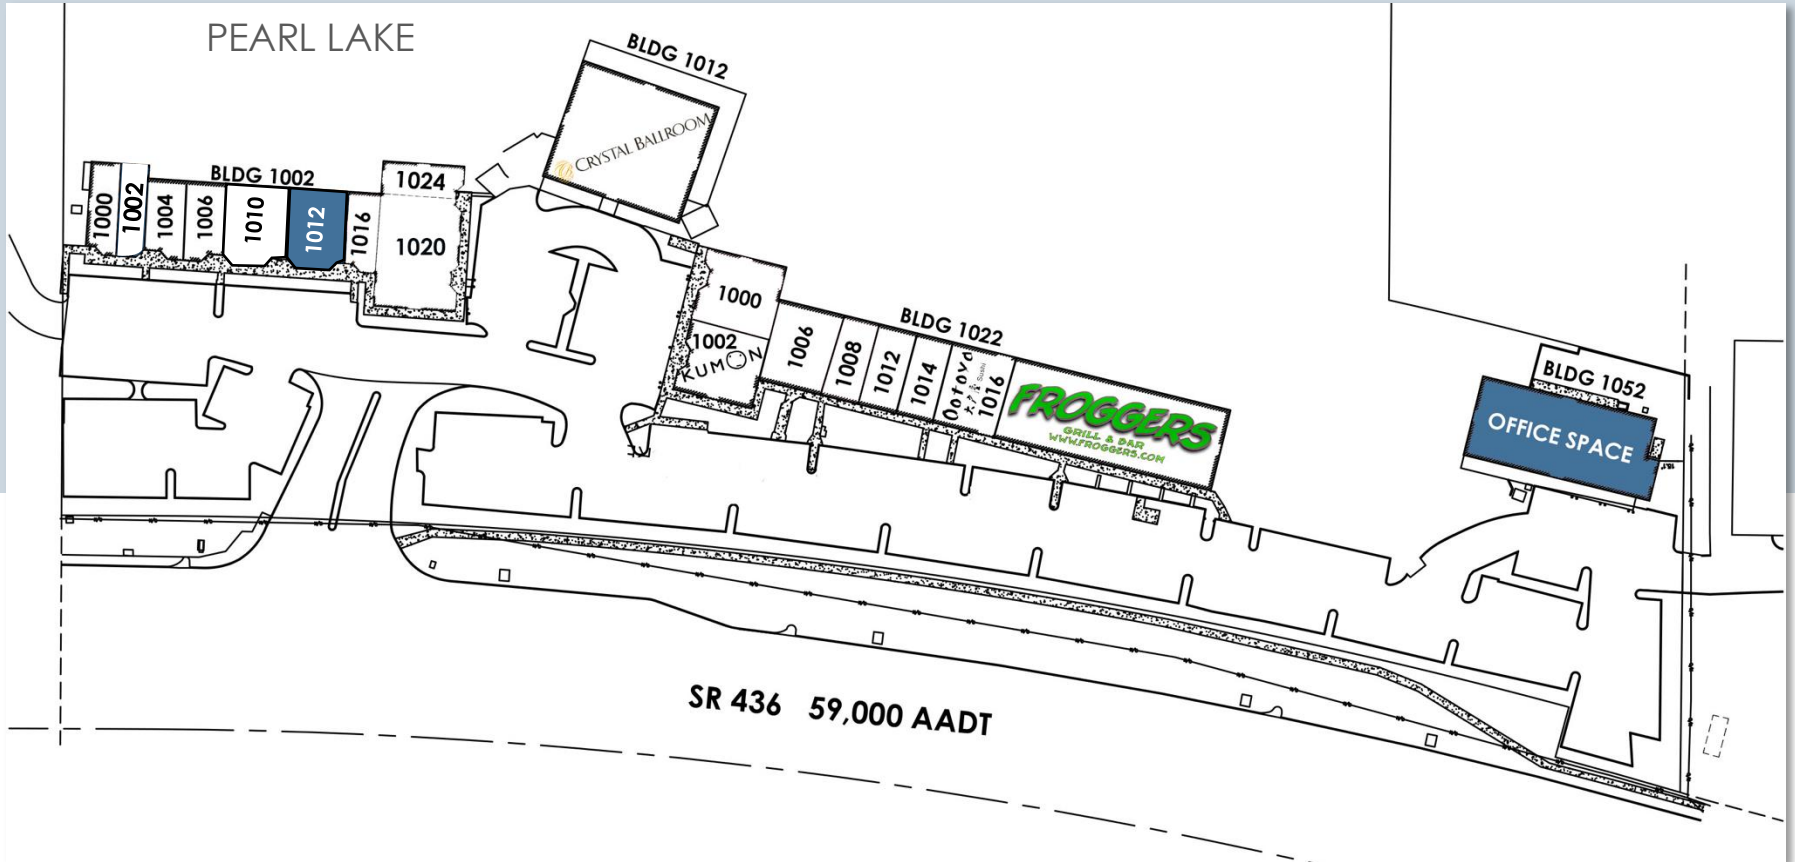 PEARL LAKE
BLDG 1012
CRYSTAL BALLROOM
BLDG 1002
1000
1002
1004
1006
1010
1012
1016
1024
1020
1000
1002
KUMON
BLDG 1022
1006
1008
1012
1014
Ootoya
Sushi
1016
FROGGERS
GRILL & BAR
WWW.FROGGERS.COM
BLDG 1052
OFFICE SPACE
SR 436 59,000 AADT